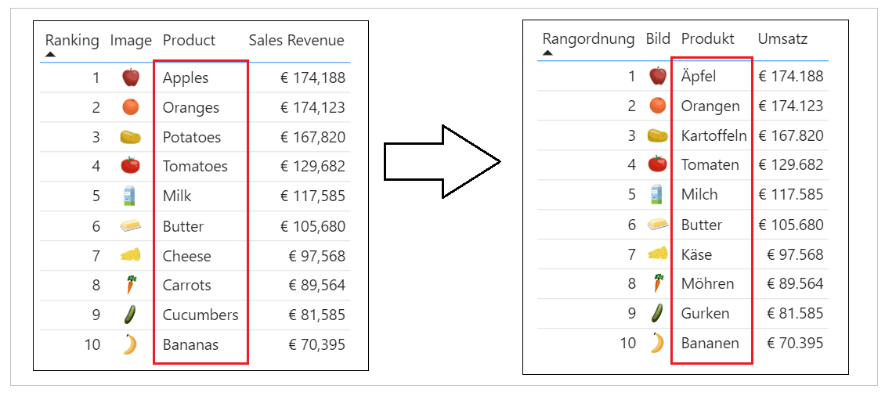 Ranking Image Product Sales Revenue
1 Apples € 174,188
2 Oranges € 174,123
3 Potatoes € 167,820
4 Tomatoes € 129,682
5 Milk € 117,585
6 Butter € 105,680
7 Cheese € 97,568
8 Carrots € 89,564
9 Cucumbers € 81,585
10 Bananas € 70,395
Rangordnung Bild Produkt Umsatz
1 Äpfel € 174.188
2 Orangen € 174.123
3 Kartoffeln € 167.820
4 Tomaten € 129.682
5 Milch € 117.585
6 Butter € 105.680
7 Käse € 97.568
8 Möhren € 89.564
9 Gurken € 81.585
10 Bananen € 70.395